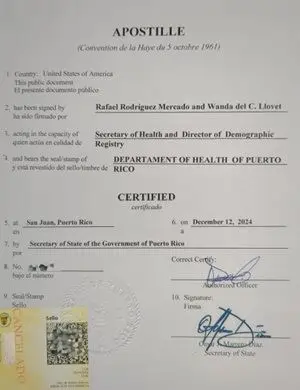 APOSTILLE
(Convention de la Haye du 5 octobre 1961)
1. Country: United States of America
This public document
El presente documento público
2. has been signed by Rafael Rodríguez Mercado and Wanda del C. Llovet
ha sido firmado por
3. acting in the capacity of Secretary of Health and Director of Demographic
quien actúa en calidad de Registry
4. and bears the seal/stamp of DEPARTAMENT OF HEALTH OF PUERTO
y está revestido del sello/timbre de RICO
CERTIFIED
certificado
5. at San Juan, Puerto Rico 6. on December 12, 2024
en el
7. by Secretary of State of the Government of Puerto Rico
por
8. No. Correct Certify:
bajo el número
Authorized Officer
9. Seal/Stamp 10. Signature:
Sello Firma
Sello
CANCELADO
Omar J. Marrero Díaz
Secretary of State